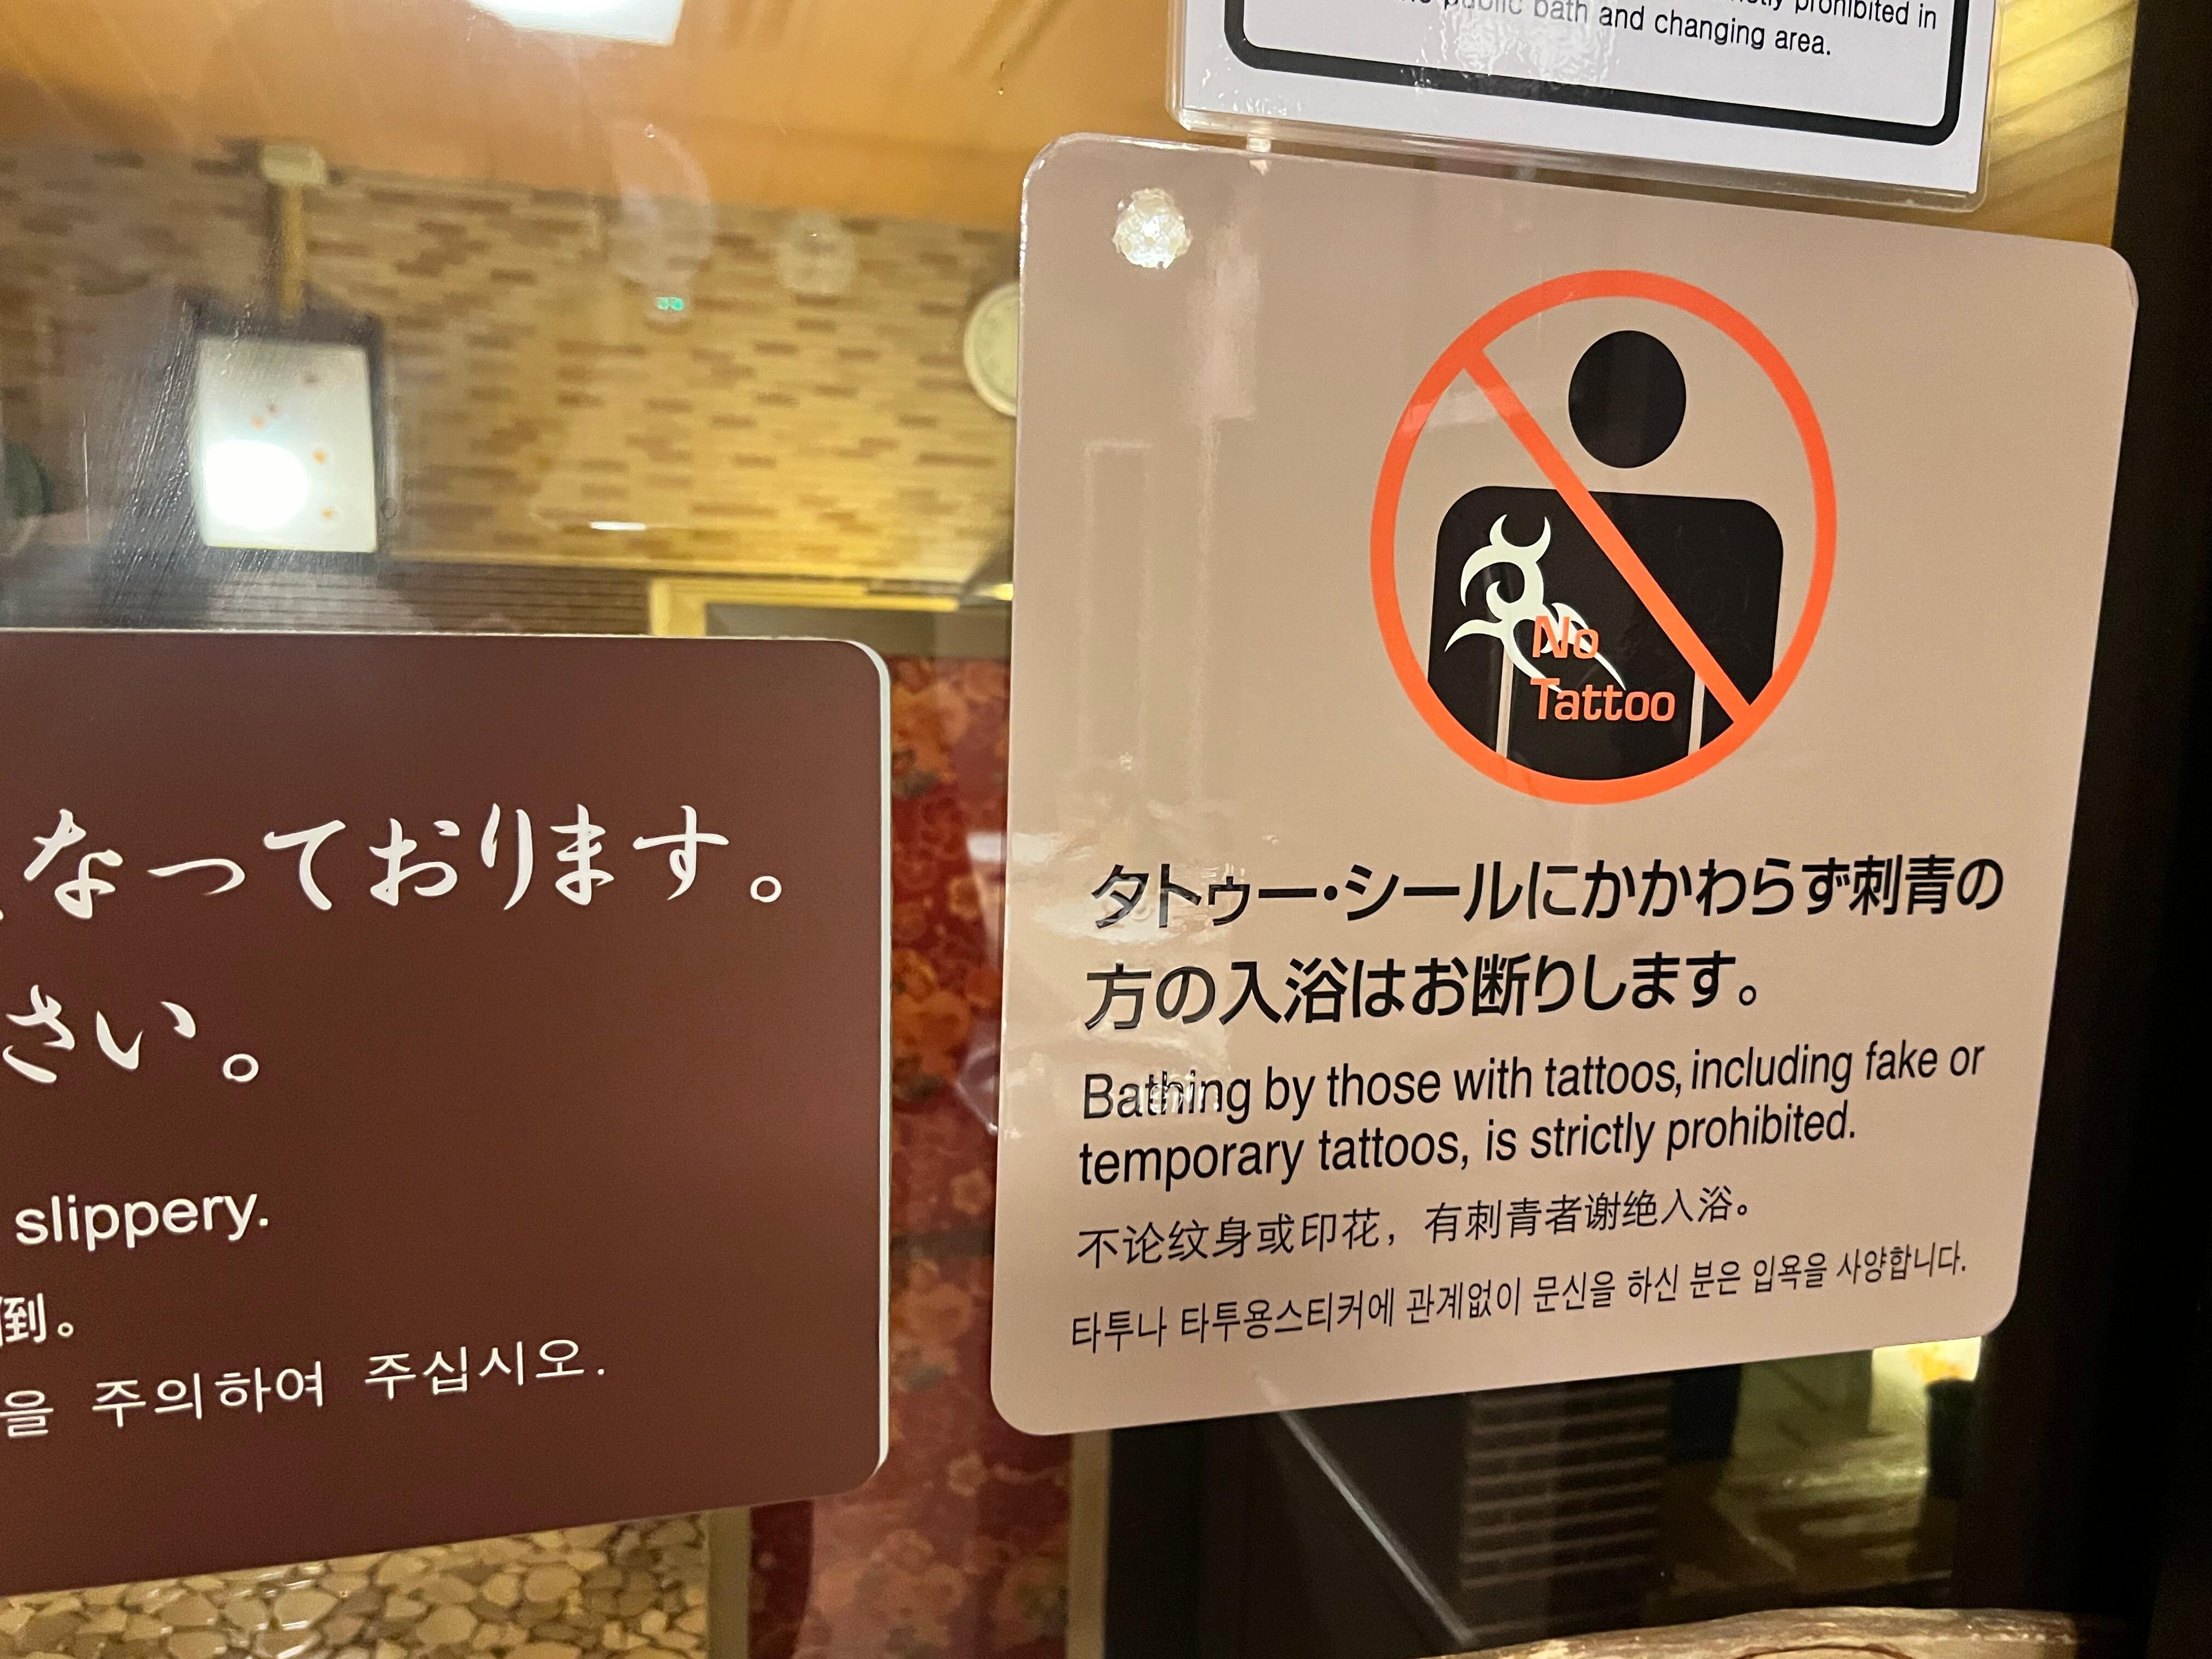 なっております。
さい。
slippery.
倒。
을 주의하여 주십시오.
prohibited in
public bath and changing area.
No
Tattoo
タトゥー・シールにかかわらず刺青の
方の入浴はお断りします。
Bathing by those with tattoos, including fake or
temporary tattoos, is strictly prohibited.
不论纹身或印花，有刺青者谢绝入浴。
타투나 타투용스티커에 관계없이 문신을 하신 분은 입욕을 사양합니다.